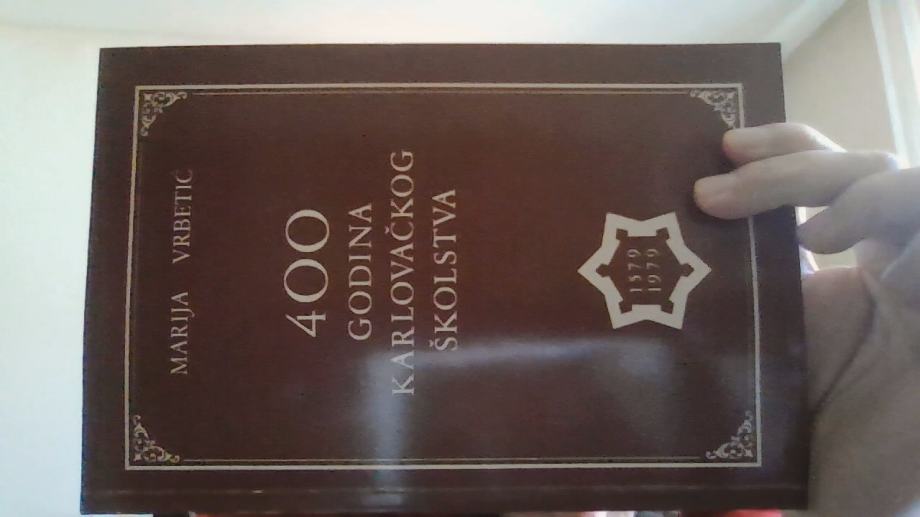 MARIJA VRBETIĆ
400
GODINA
KARLOVAČKOG
ŠKOLSTVA
1579
1979